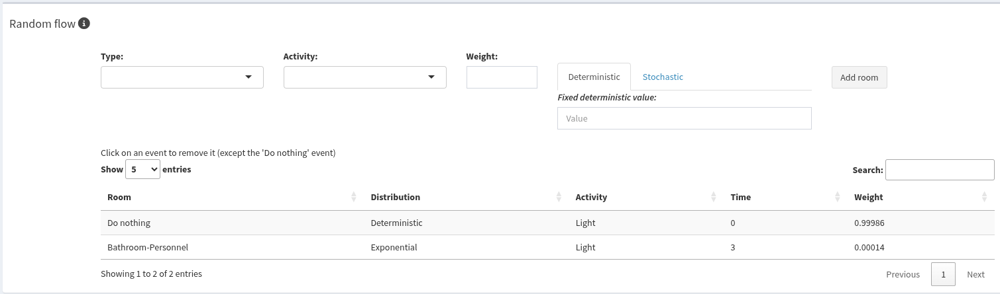 Random flow
Type: Activity: Weight:
Deterministic Stochastic Add room
Fixed deterministic value:
Value
Click on an event to remove it (except the 'Do nothing' event)
Show 5 entries Search:
Room Distribution Activity Time Weight
Do nothing Deterministic Light 0 0.99986
Bathroom-Personnel Exponential Light 3 0.00014
Showing 1 to 2 of 2 entries Previous 1 Next